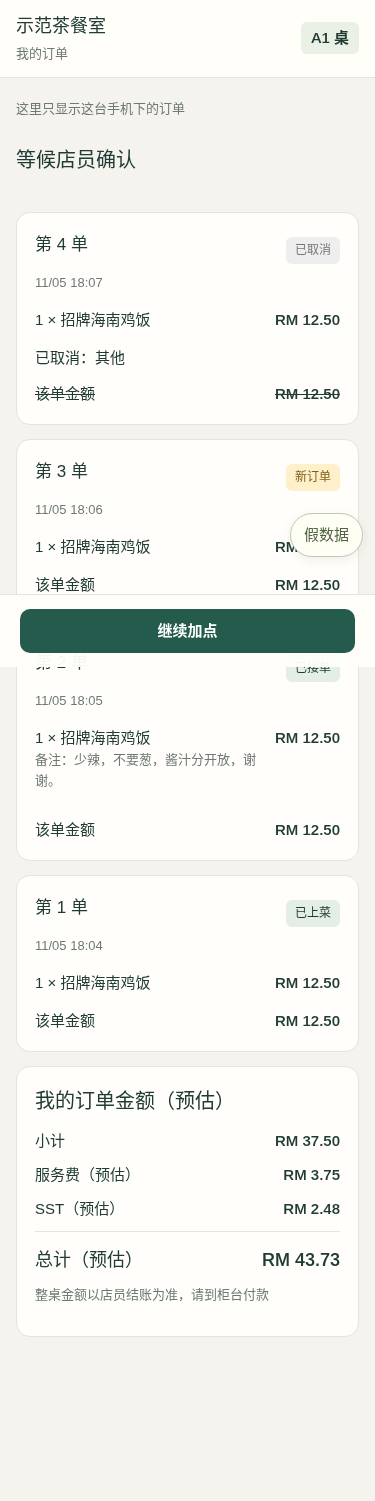 示范茶餐室
我的订单
A1 桌
这里只显示这台手机下的订单
等候店员确认
第 4 单
已取消
11/05 18:07
1 × 招牌海南鸡饭 RM 12.50
已取消：其他
该单金额 RM 12.50
第 3 单
新订单
11/05 18:06
1 × 招牌海南鸡饭
假数据
该单金额 RM 12.50
继续加点
已接单
11/05 18:05
1 × 招牌海南鸡饭 RM 12.50
备注：少辣，不要葱，酱汁分开放，谢
谢。
该单金额 RM 12.50
第 1 单
已上菜
11/05 18:04
1 × 招牌海南鸡饭 RM 12.50
该单金额 RM 12.50
我的订单金额（预估）
小计 RM 37.50
服务费（预估） RM 3.75
SST（预估） RM 2.48
总计（预估） RM 43.73
整桌金额以店员结账为准，请到柜台付款